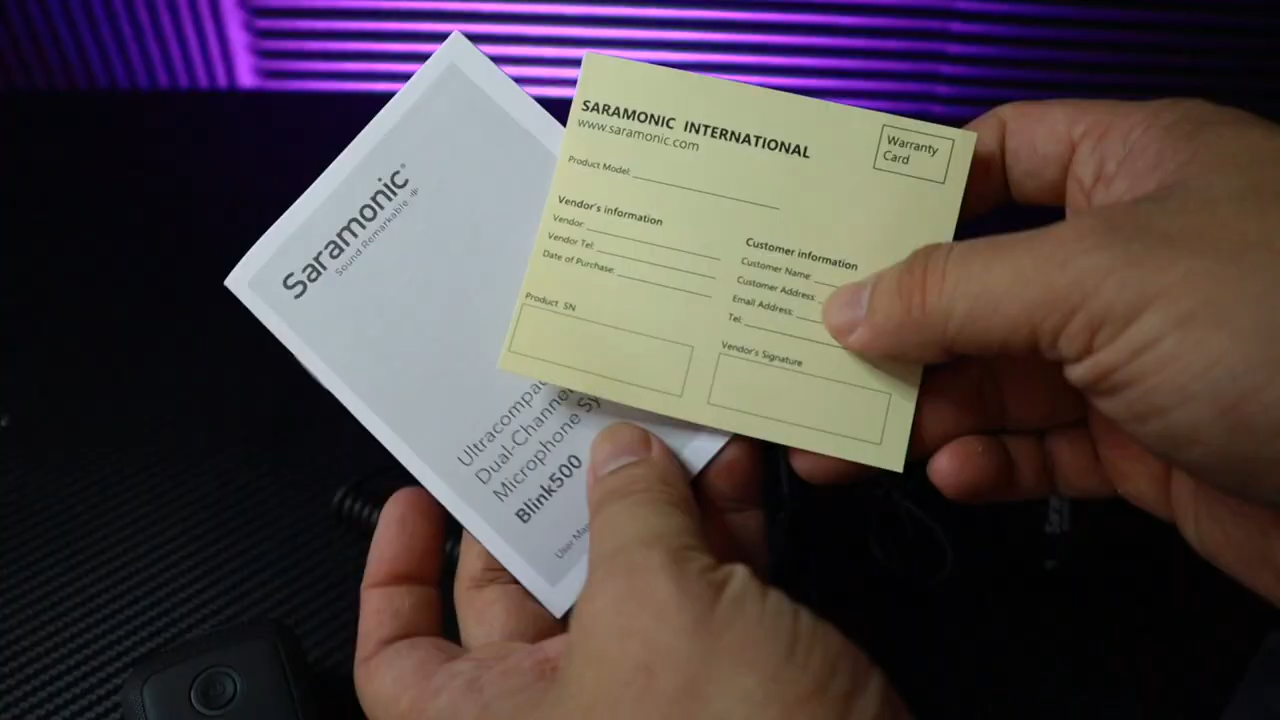 Saramonic®
Sound Remarkable
Ultracompac
Dual-Channel
Microphone Sy
Blink500
User Ma
SARAMONIC INTERNATIONAL
www.saramonic.com
Warranty
Card
Product Model:
Vendor's information
Vendor:
Vendor Tel:
Date of Purchase:
Product SN
Customer information
Customer Name:
Customer Address:
Email Address:
Tel:
Vendor's Signature